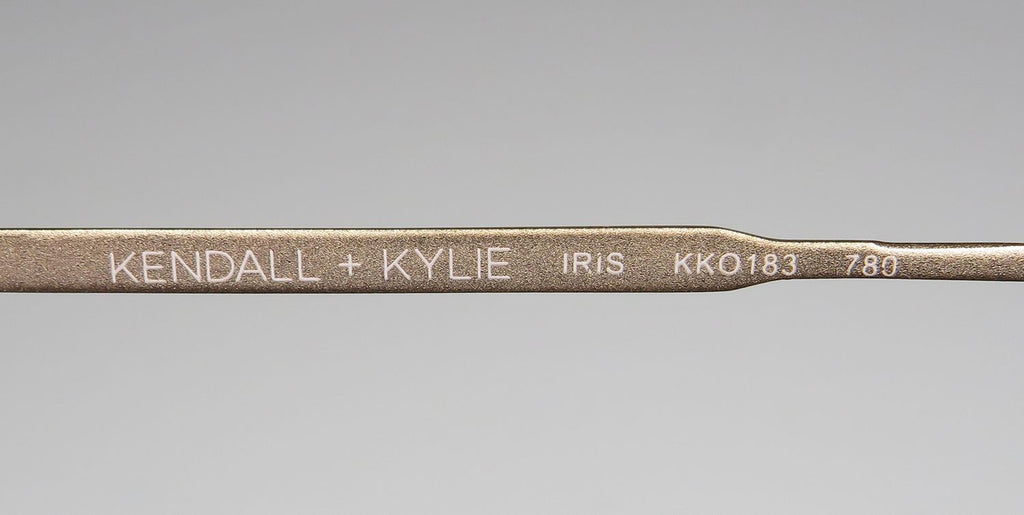 KENDALL + KYLIE IRIS KKO183 780